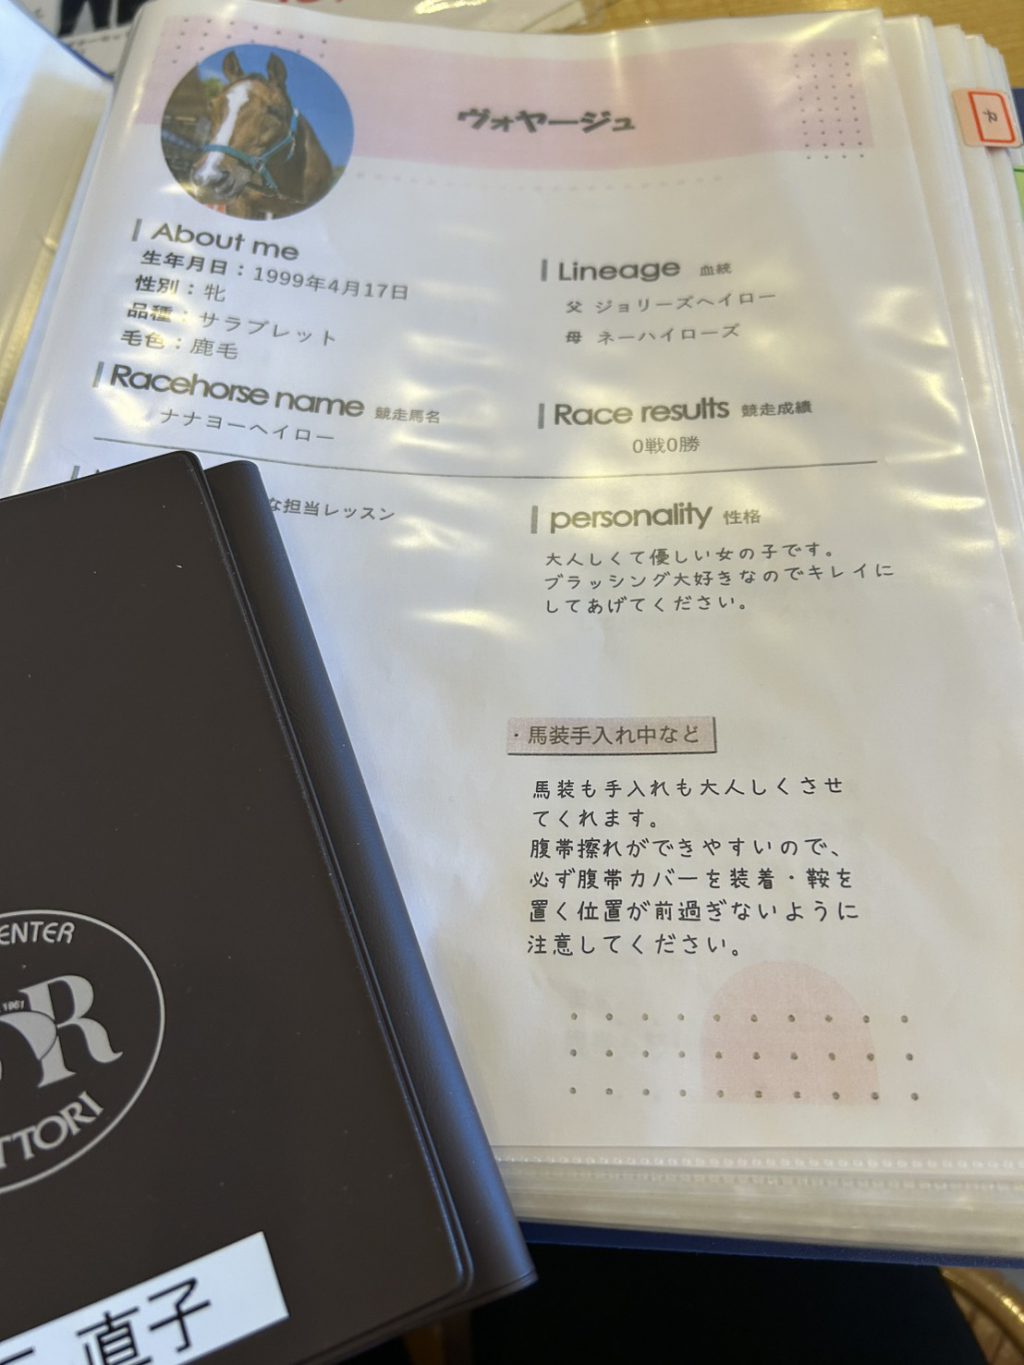 ヴォヤージュ
About me
生年月日：1999年4月17日
性別：牝
品種：サラブレット
毛色：鹿毛
Racehorse name 競走馬名
ナナヨーヘイロー
Lineage 血統
父 ジョリーズヘイロー
母 ネーハイローズ
Race results 競走成績
0戦0勝
な担当レッスン
personality 性格
大人しくて優しい女の子です。
ブラッシング大好きなのでキレイに
してあげてください。
・馬装手入れ中など
馬装も手入れも大人しくさせ
てくれます。
腹帯擦れができやすいので、
必ず腹帯カバーを装着・鞍を
置く位置が前過ぎないように
注意してください。
ENTER
1961
R
TTORI
直子